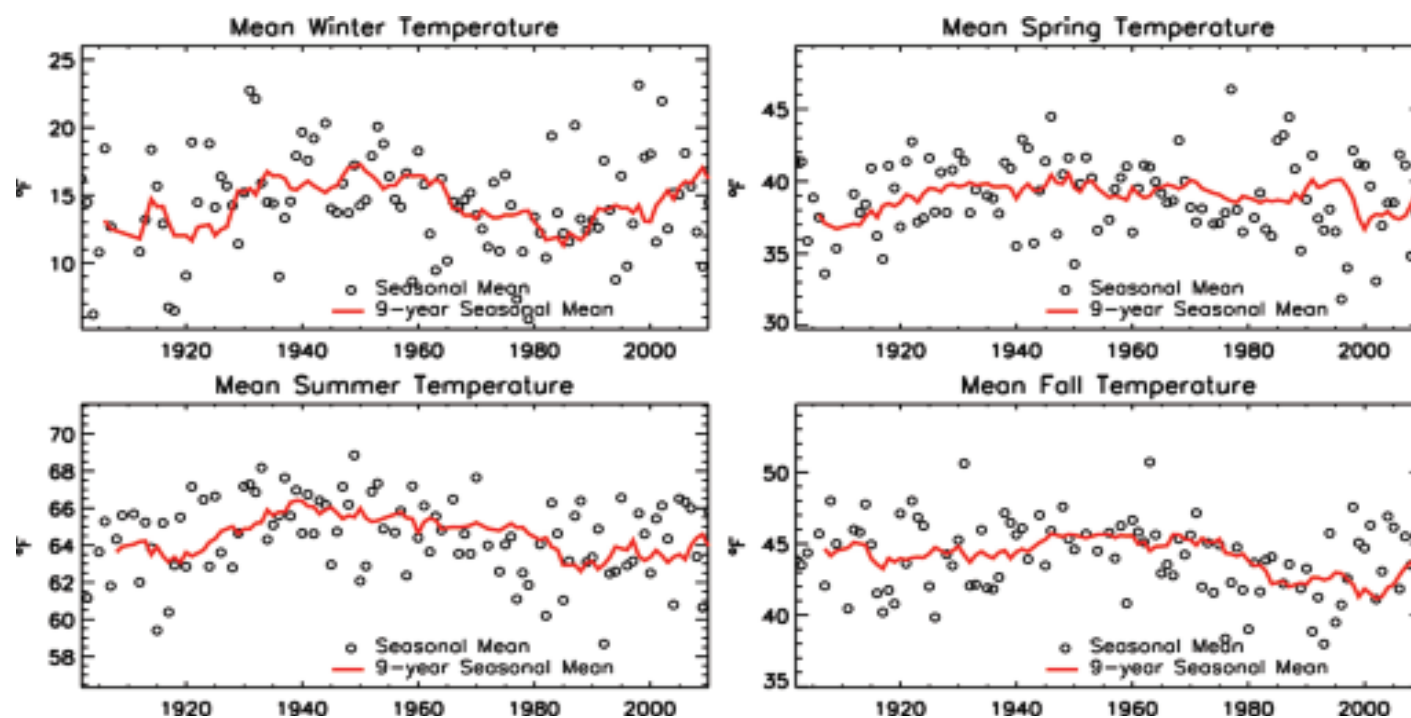 Mean Winter Temperature
25
20
15
10
°F
Seasonal Mean
9-year Seasonal Mean
1920 1940 1960 1980 2000
Mean Spring Temperature
45
40
35
30
°F
Seasonal Mean
9-year Seasonal Mean
1920 1940 1960 1980 2000
Mean Summer Temperature
70
68
66
64
62
60
58
°F
Seasonal Mean
9-year Seasonal Mean
1920 1940 1960 1980 2000
Mean Fall Temperature
50
45
40
35
°F
Seasonal Mean
9-year Seasonal Mean
1920 1940 1960 1980 2000